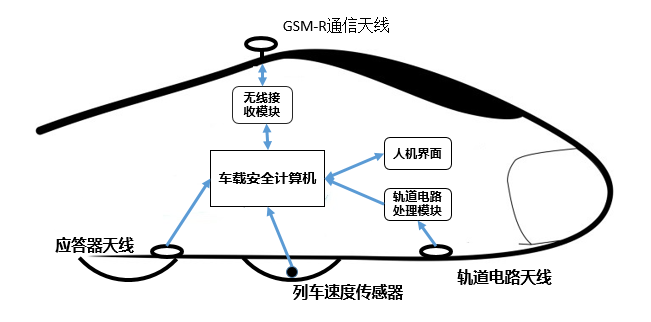 GSM-R通信天线
无线接
收模块
车载安全计算机
人机界面
轨道电路
处理模块
应答器天线
列车速度传感器
轨道电路天线